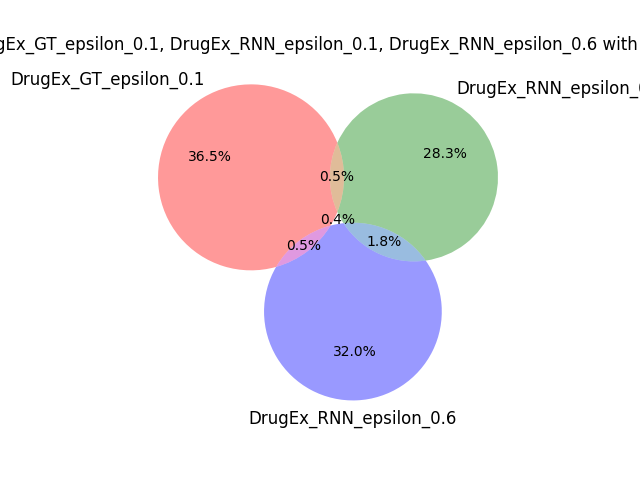 DrugEx_GT_epsilon_0.1, DrugEx_RNN_epsilon_0.1, DrugEx_RNN_epsilon_0.6 with
DrugEx_GT_epsilon_0.1
DrugEx_RNN_epsilon_0
36.5%
28.3%
0.5%
0.4%
0.5%
1.8%
32.0%
DrugEx_RNN_epsilon_0.6